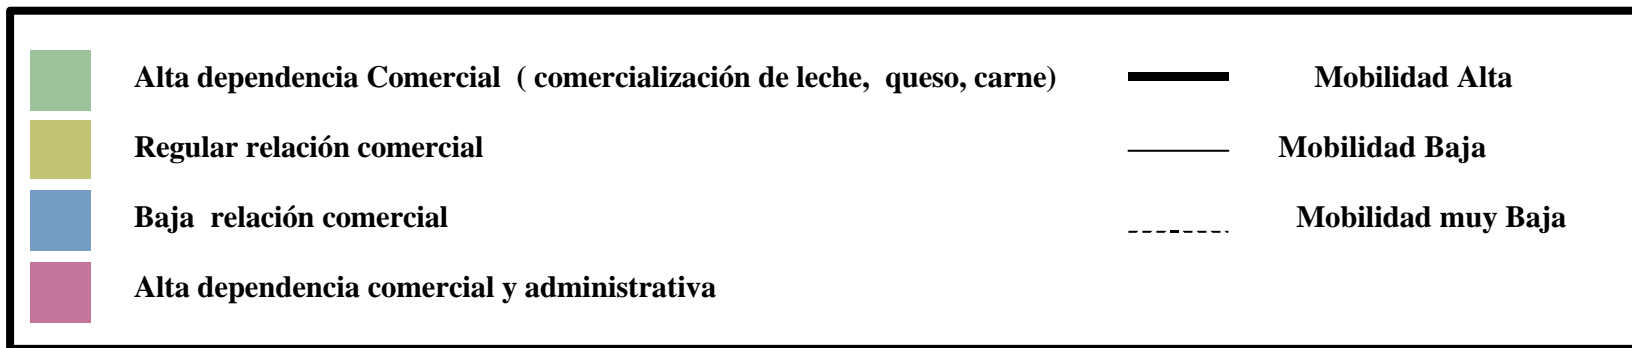 Alta dependencia Comercial ( comercialización de leche, queso, carne)
Mobilidad Alta
Regular relación comercial
Mobilidad Baja
Baja relación comercial
Mobilidad muy Baja
Alta dependencia comercial y administrativa